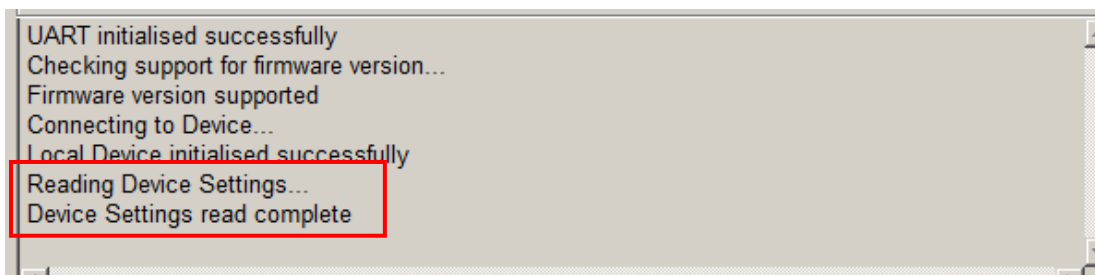 UART initialised successfully
Checking support for firmware version...
Firmware version supported
Connecting to Device...
Local Device initialised successfully
Reading Device Settings...
Device Settings read complete